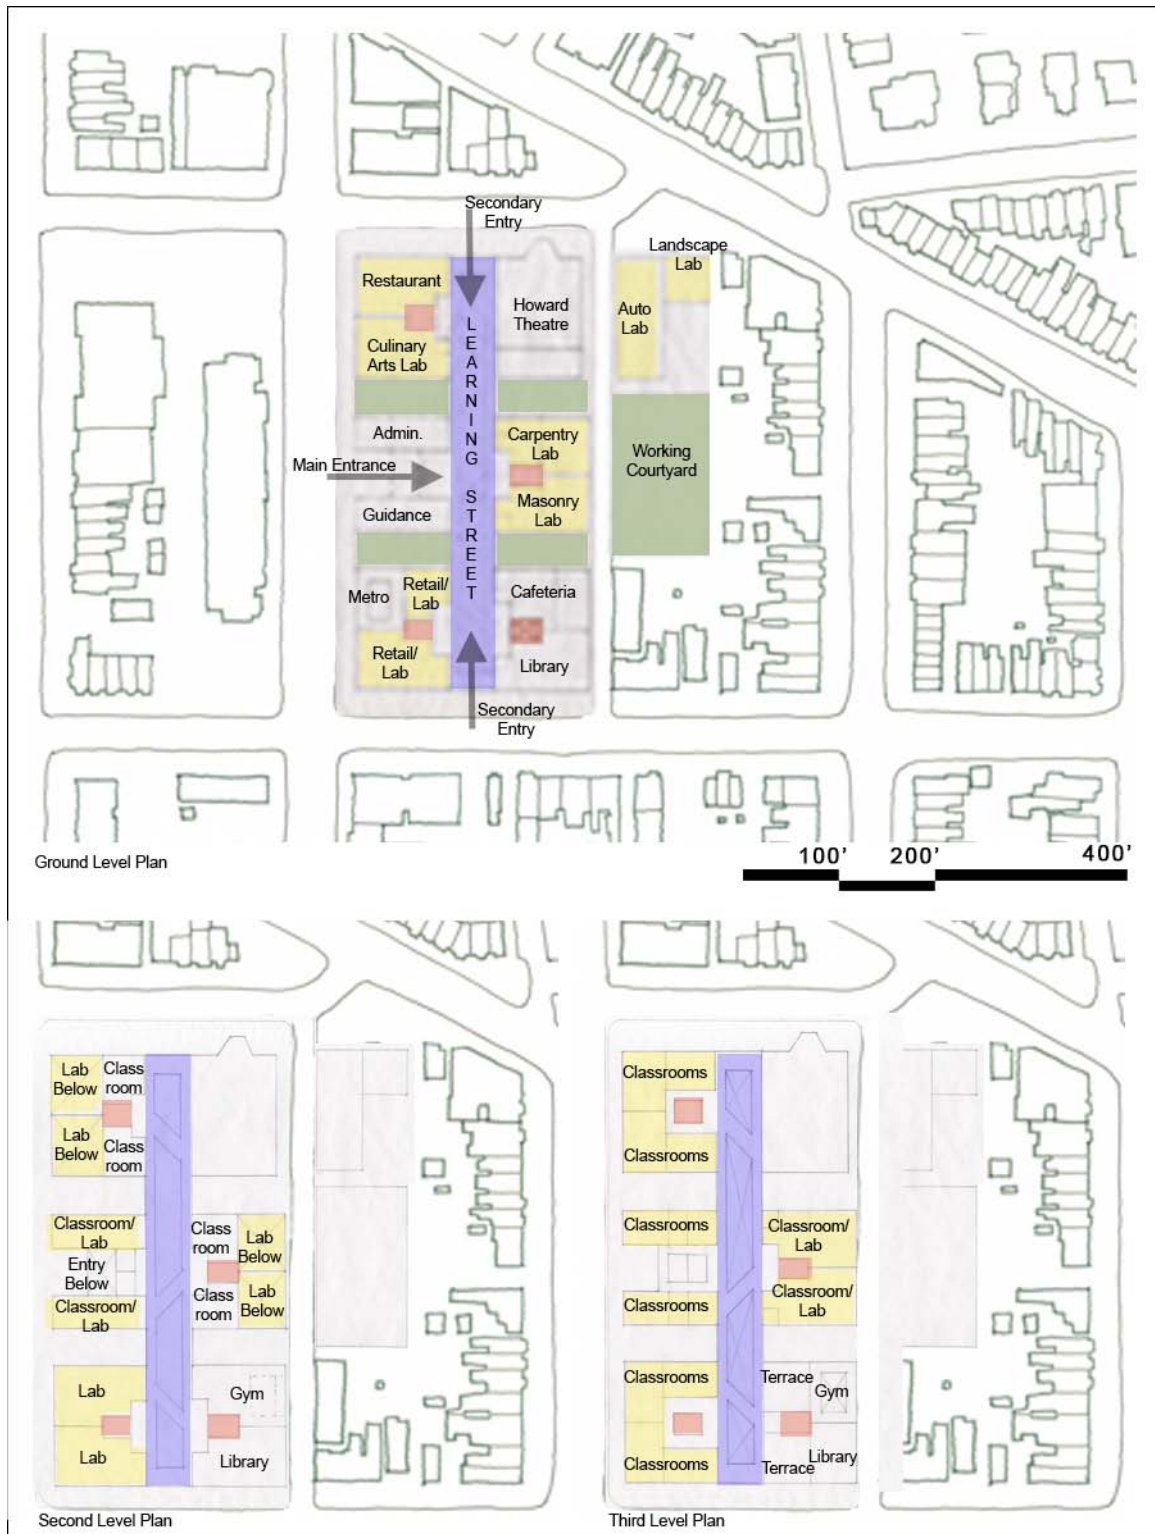 Secondary
Entry
Landscape
Lab
Restaurant
Howard
Theatre
Auto
Lab
Culinary
Arts Lab
LEARNING STREET
Admin.
Carpentry
Lab
Working
Courtyard
Main Entrance
Masonry
Lab
Guidance
Metro
Retail/
Lab
Cafeteria
Retail/
Lab
Library
Secondary
Entry
Ground Level Plan
100' 200' 400'
Lab
Below
Class
room
Lab
Below
Class
room
Classroom/
Lab
Class
room
Lab
Below
Entry
Below
Classroom/
Lab
Class
room
Lab
Below
Lab
Gym
Lab
Library
Second Level Plan
Classrooms
Classrooms
Classrooms
Classroom/
Lab
Classrooms
Classroom/
Lab
Classrooms
Terrace
Gym
Classrooms
Terrace
Library
Third Level Plan